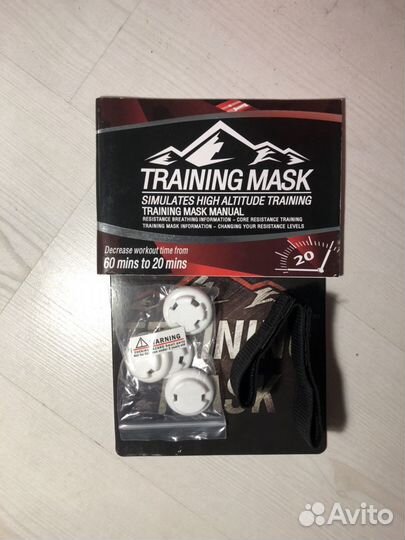 TRAINING MASK
SIMULATES HIGH ALTITUDE TRAINING
TRAINING MASK MANUAL
RESISTANCE BREATHING INFORMATION – CORE RESISTANCE TRAINING
TRAINING MASK INFORMATION – CHANGING YOUR RESISTANCE LEVELS
Decrease workout time from
60 mins to 20 mins
20
WARNING
MASK
Avito